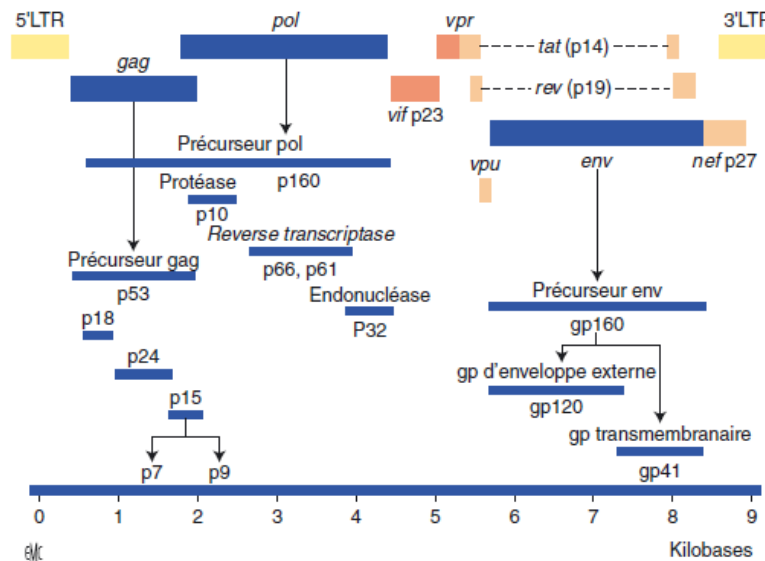 5'LTR
pol
vpr
3'LTR
tat (p14)
gag
rev (p19)
vif p23
Précurseur pol
p160
env
nef p27
vpu
Protéase
p10
Reverse transcriptase
p66, p61
Précurseur gag
p53
Endonucléase
P32
Précurseur env
gp160
p18
p24
gp d'enveloppe externe
gp120
p15
gp transmembranaire
gp41
p7 p9
0 1 2 3 4 5 6 7 8 9
Kilobases
eMc